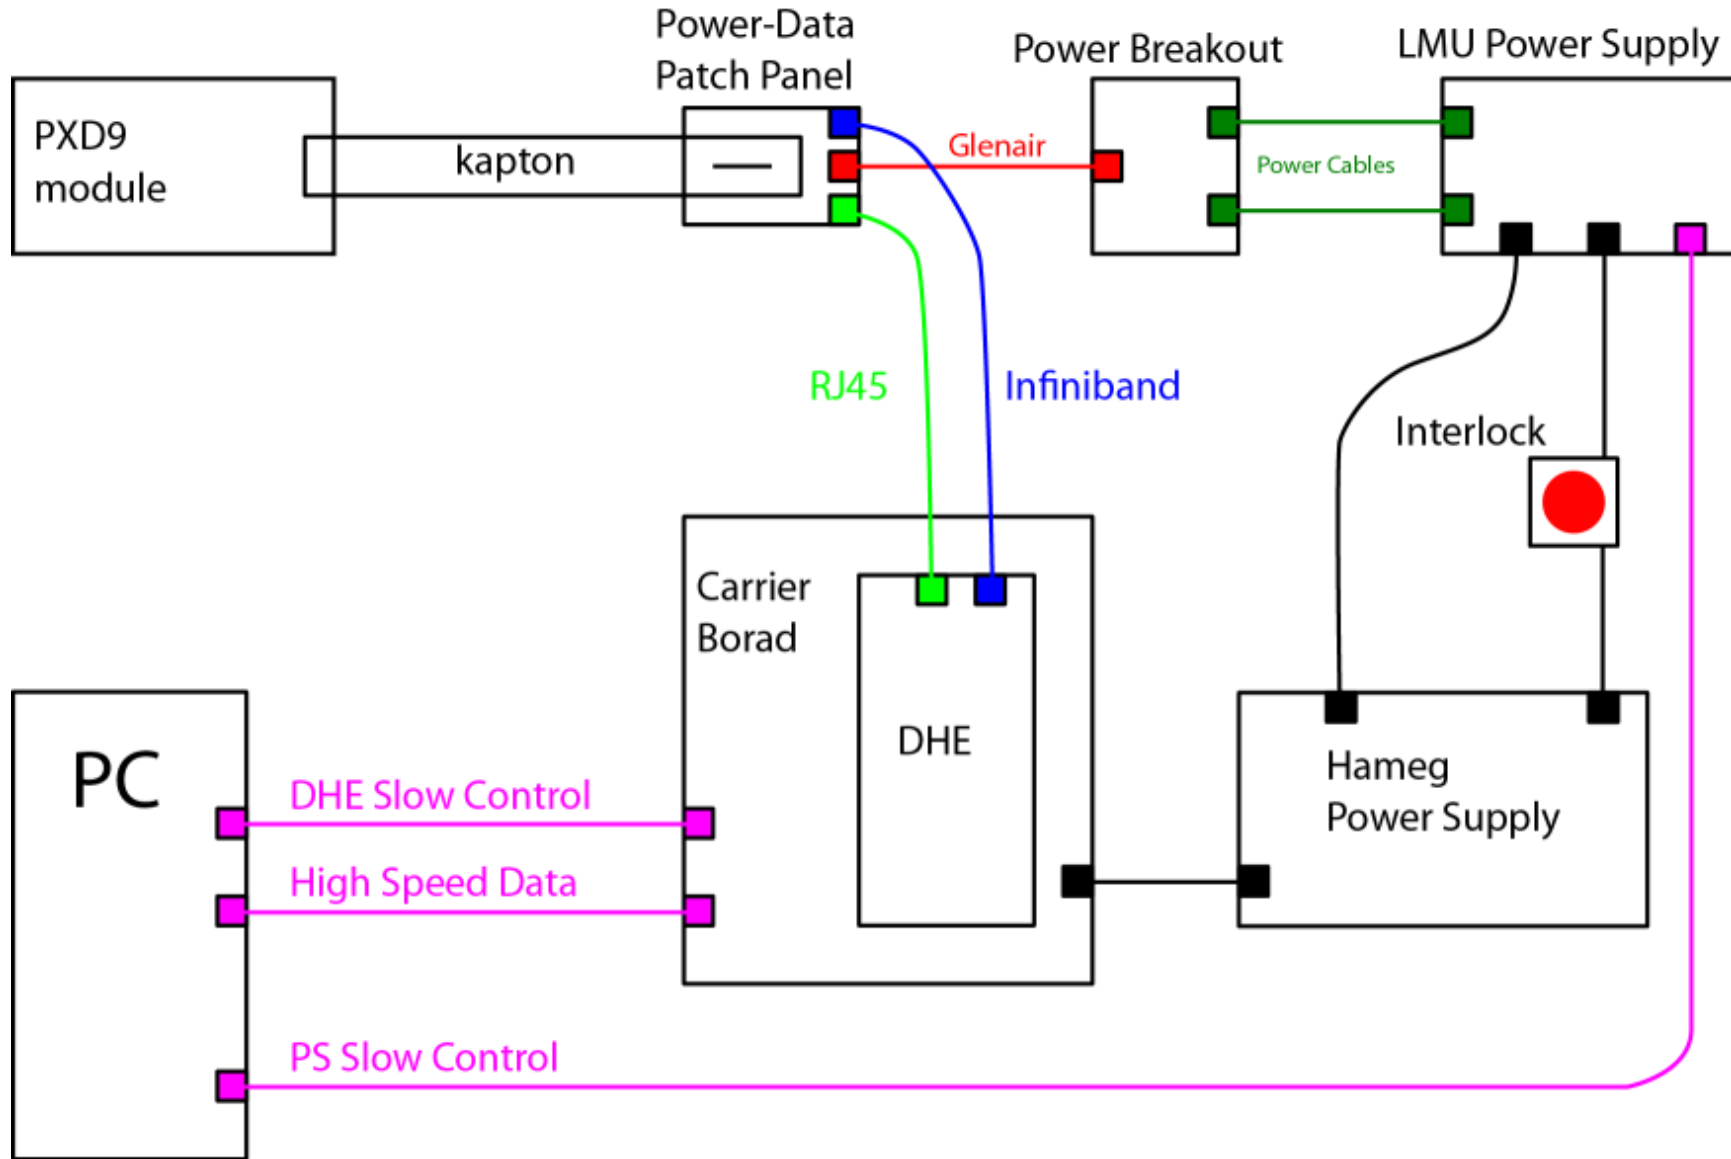 Power-Data
Patch Panel
Power Breakout
LMU Power Supply
PXD9
module
kapton
Glenair
Power Cables
RJ45
Infiniband
Interlock
Carrier
Borad
DHE
PC
DHE Slow Control
High Speed Data
Hameg
Power Supply
PS Slow Control